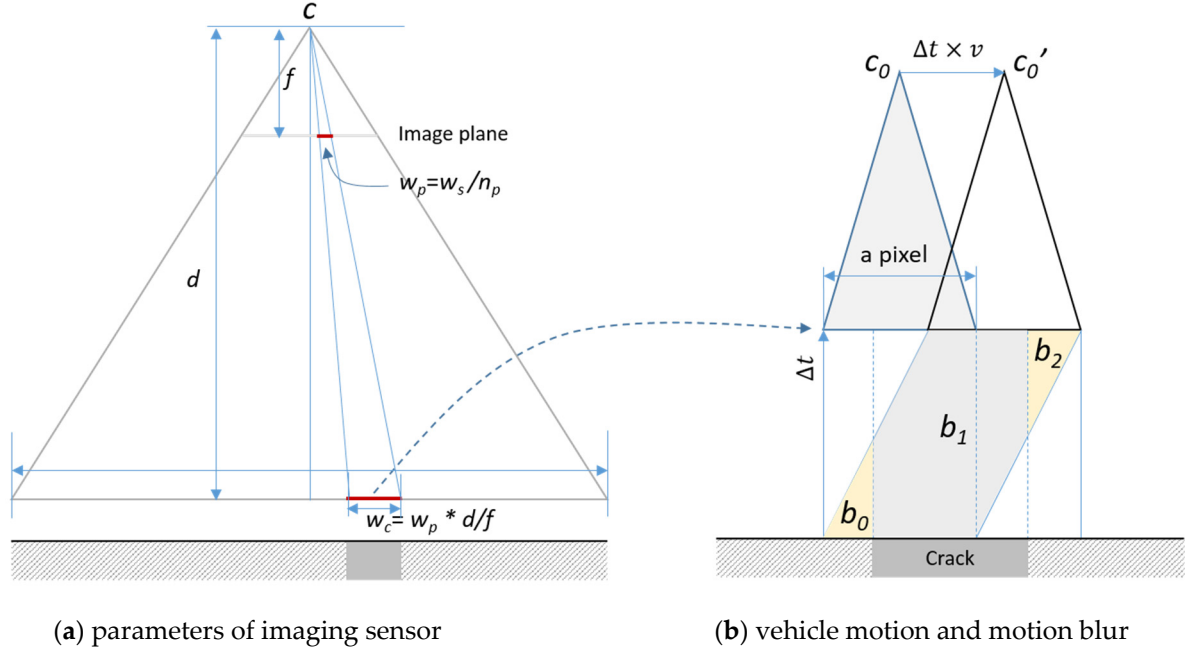 c
f
Image plane
w_p=w_s/n_p
d
w_c= w_p * d/f
(a) parameters of imaging sensor
c_0
Δt × v
c_0′
a pixel
Δt
b_2
b_1
b_0
Crack
(b) vehicle motion and motion blur